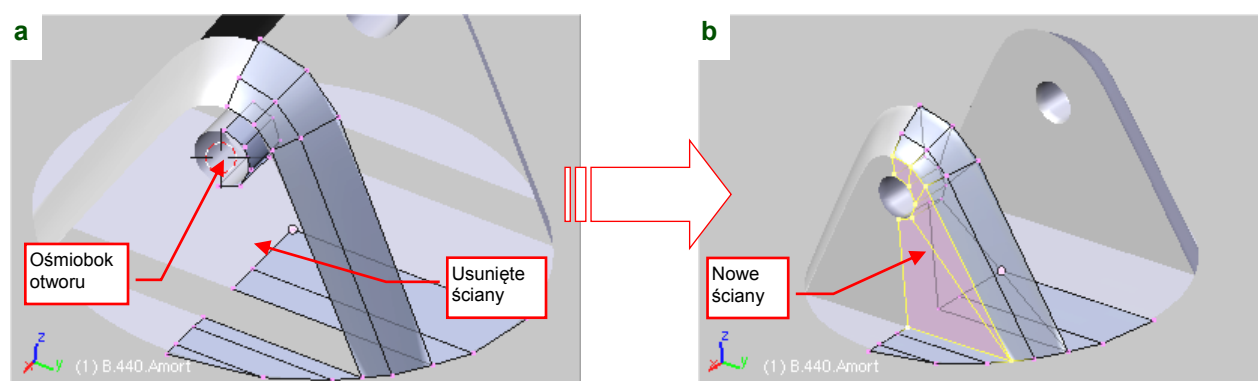 a
b
Ośmiobok
otworu
Usunięte
ściany
Nowe
ściany
z
x y
(1) B.440.Amort
z
x y
(1) B.440.Amort